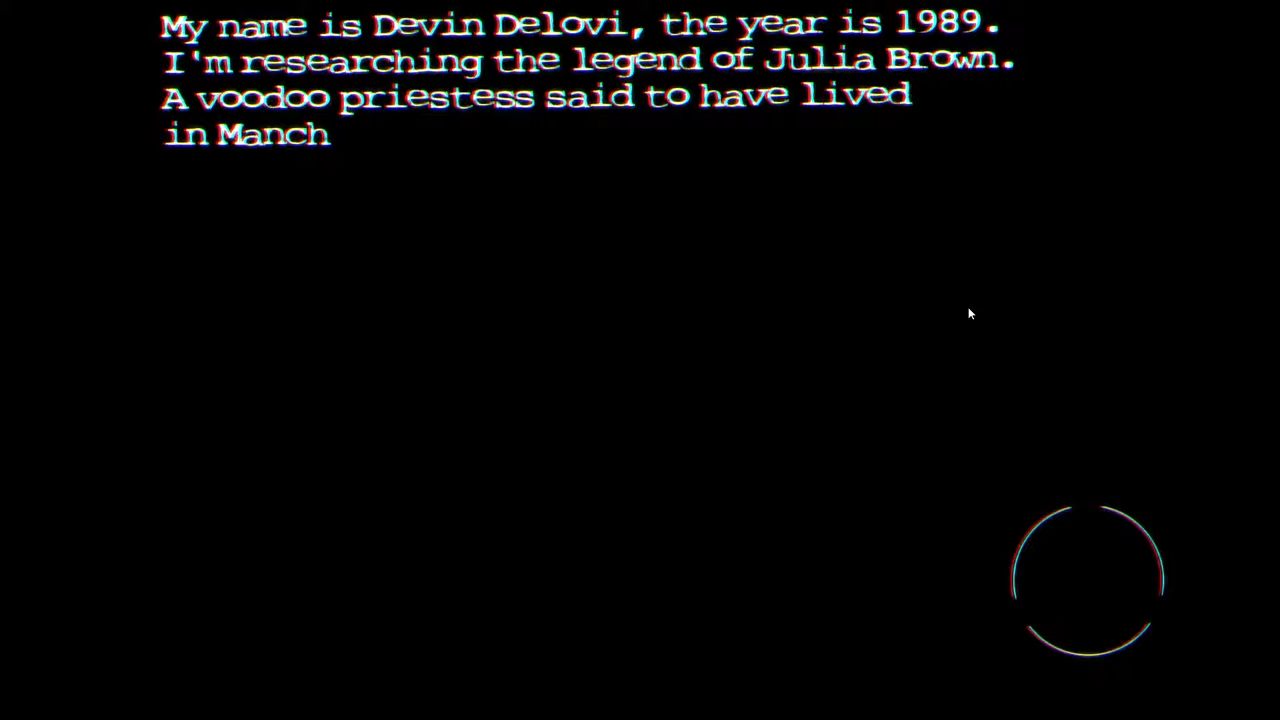 My name is Devin Delovi, the year is 1989.
I'm researching the legend of Julia Brown.
A voodoo priestess said to have lived
in Manch